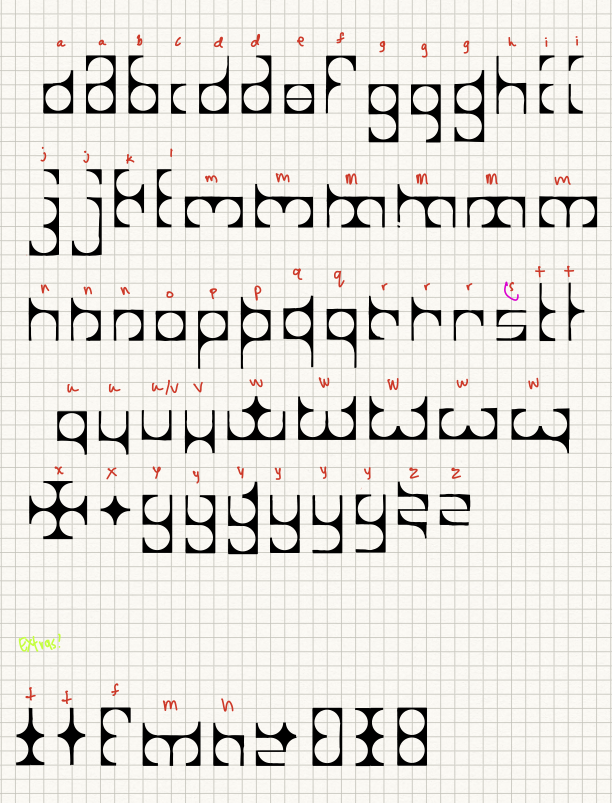 a a b c d d e f g g g h i i
j j k l m m m m m m
n n n o p p q q r r r s t t
u u u/v v w w w w w
x x y y y y y y z z
extras!
t t f m h